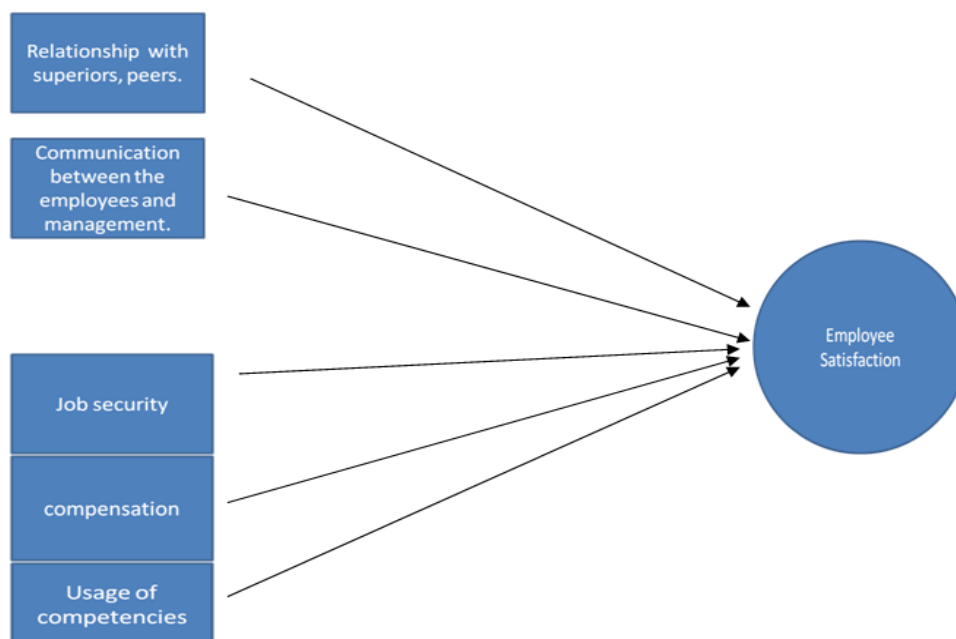 Relationship with
superiors, peers.
Communication
between the
employees and
management.
Job security
compensation
Usage of
competencies
Employee
Satisfaction